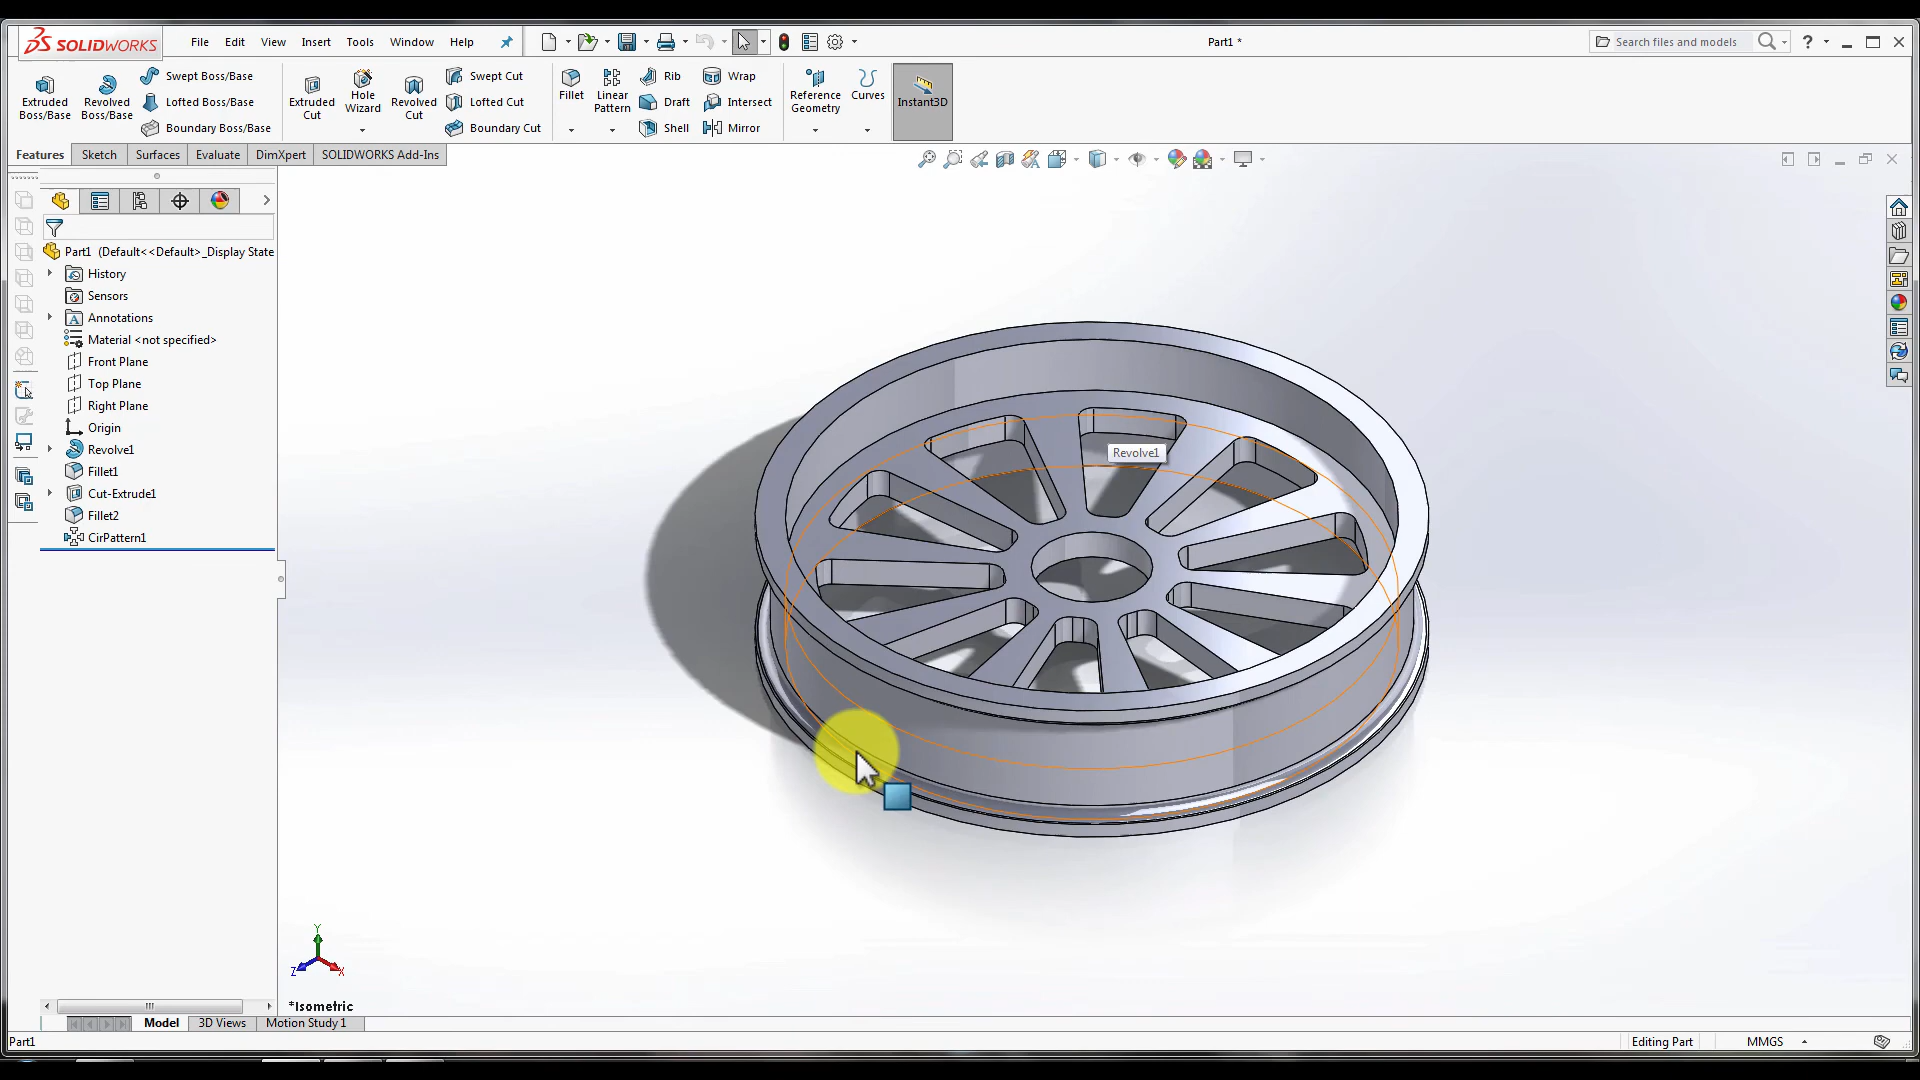 SOLIDWORKS File Edit View Insert Tools Window Help Part1 * Search files and models ?
Extruded Boss/Base
Revolved Boss/Base
Swept Boss/Base
Lofted Boss/Base
Boundary Boss/Base
Extruded Cut
Hole Wizard
Revolved Cut
Swept Cut
Lofted Cut
Boundary Cut
Fillet
Linear Pattern
Rib
Draft
Shell
Wrap
Intersect
Mirror
Reference Geometry
Curves
Instant3D
Features Sketch Surfaces Evaluate DimXpert SOLIDWORKS Add-Ins
Part1 (Default<<Default>_Display State
History
Sensors
Annotations
Material <not specified>
Front Plane
Top Plane
Right Plane
Origin
Revolve1
Fillet1
Cut-Extrude1
Fillet2
CirPattern1
Revolve1
Y
Z X
*Isometric
Model 3D Views Motion Study 1
Part1 Editing Part MMGS